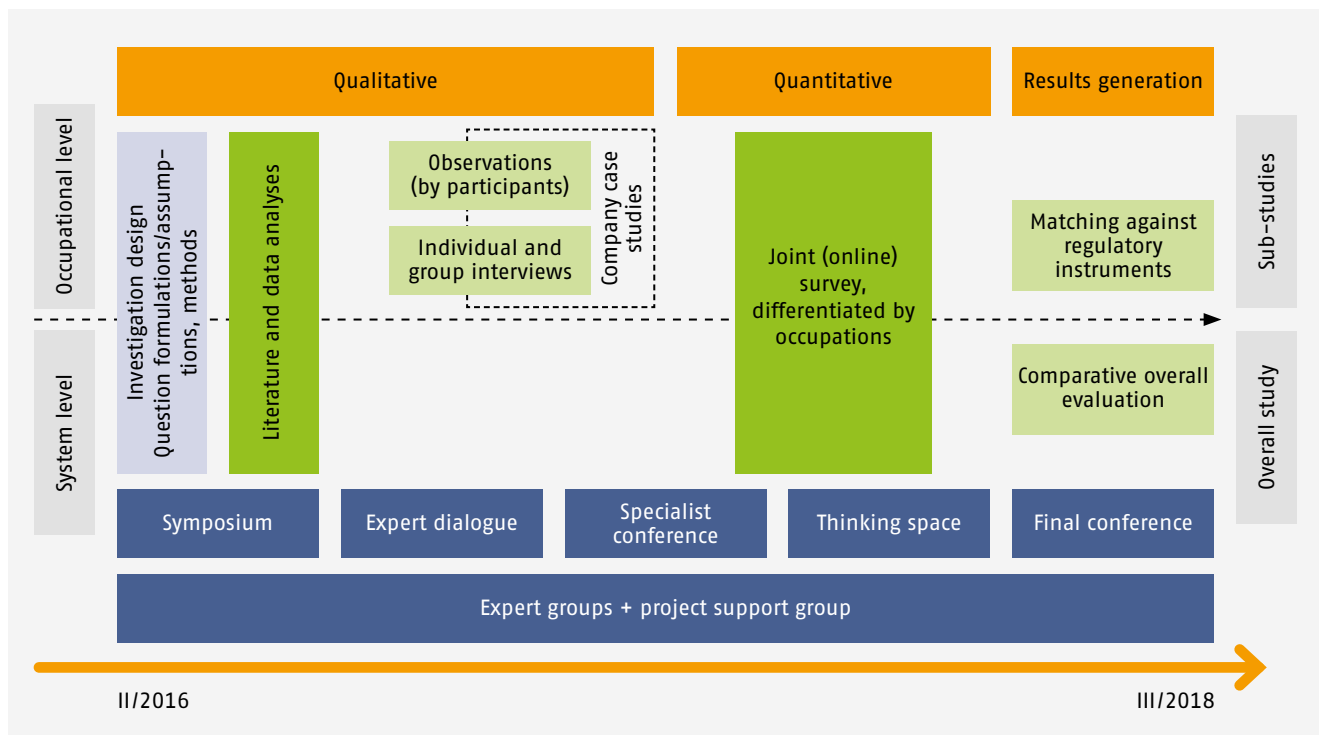 Qualitative
Quantitative
Results generation
Occupational level
System level
Investigation design
Question formulations/assump-
tions, methods
Literature and data analyses
Observations
(by participants)
Individual and
group interviews
Company case
studies
Joint (online)
survey,
differentiated by
occupations
Matching against
regulatory
instruments
Comparative overall
evaluation
Sub-studies
Overall study
Symposium
Expert dialogue
Specialist
conference
Thinking space
Final conference
Expert groups + project support group
II/2016
III/2018